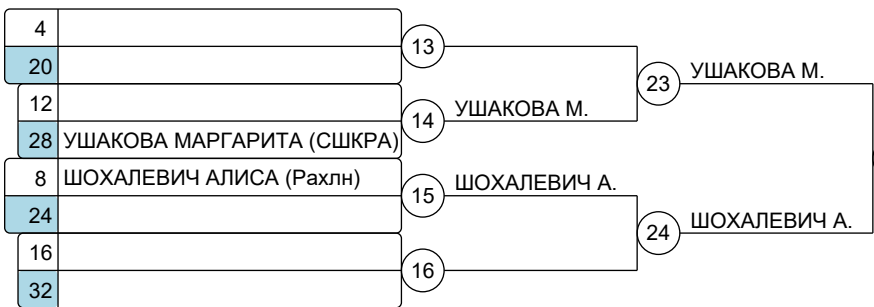 4
13
20
23 УШАКОВА М.
12
14 УШАКОВА М.
28 УШАКОВА МАРГАРИТА (СШКРА)
8 ШОХАЛЕВИЧ АЛИСА (Рахлн)
15 ШОХАЛЕВИЧ А.
24
24 ШОХАЛЕВИЧ А.
16
16
32